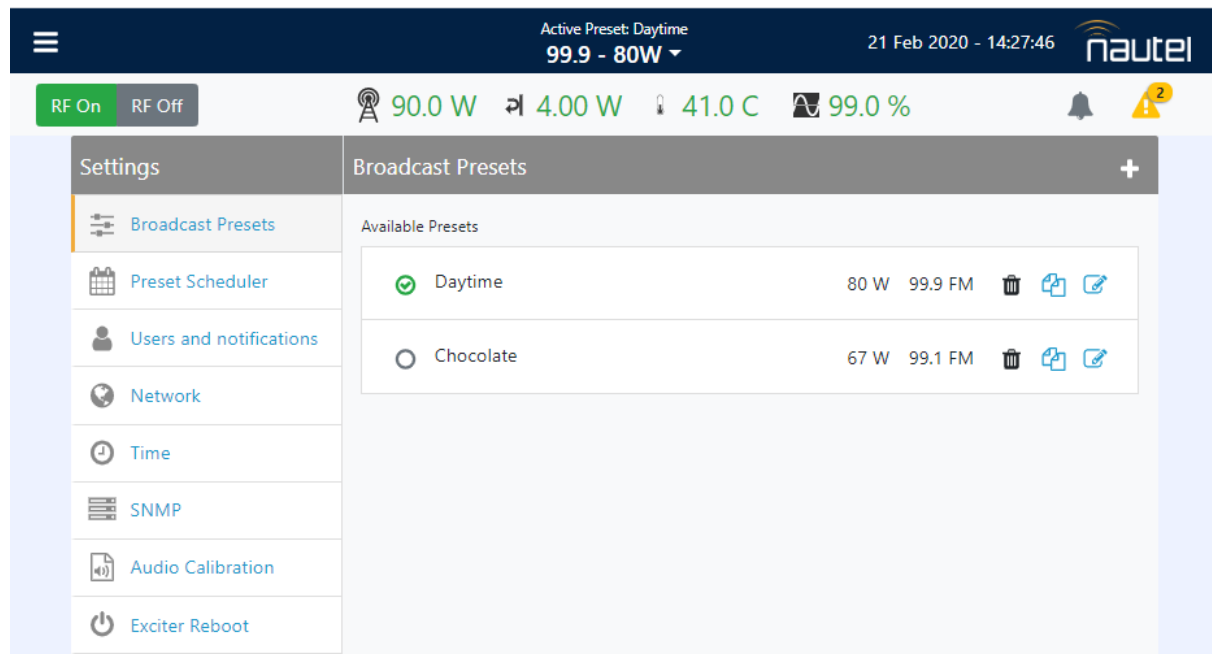 Active Preset: Daytime
99.9 - 80W
21 Feb 2020 - 14:27:46
nautel
RF On
RF Off
90.0 W
4.00 W
41.0 C
99.0 %
2
Settings
Broadcast Presets
Preset Scheduler
Users and notifications
Network
Time
SNMP
Audio Calibration
Exciter Reboot
Broadcast Presets
Available Presets
Daytime 80 W 99.9 FM
Chocolate 67 W 99.1 FM